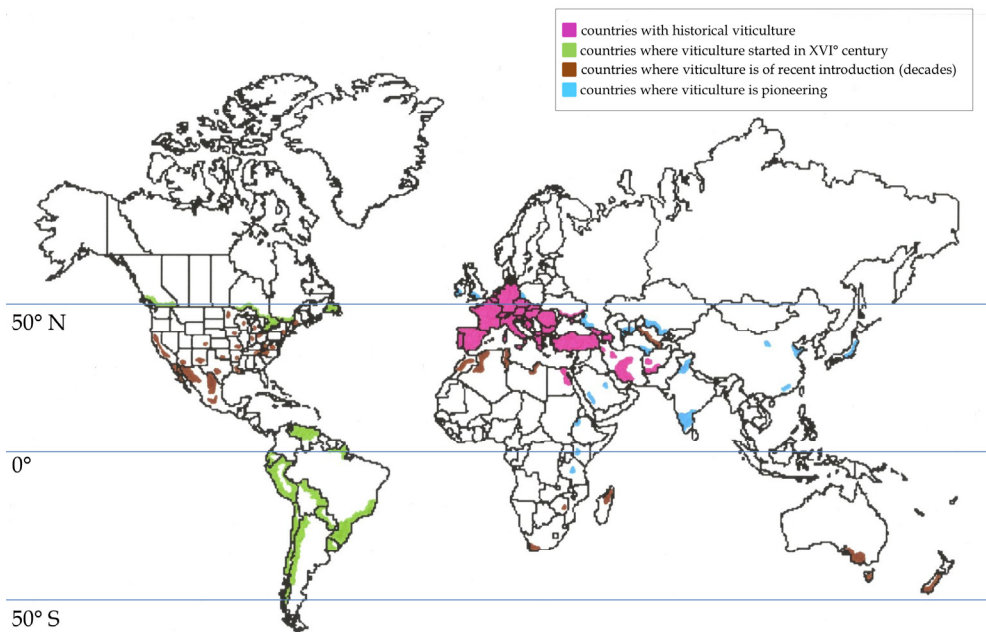 countries with historical viticulture
countries where viticulture started in XVI° century
countries where viticulture is of recent introduction (decades)
countries where viticulture is pioneering
50° N
0°
50° S